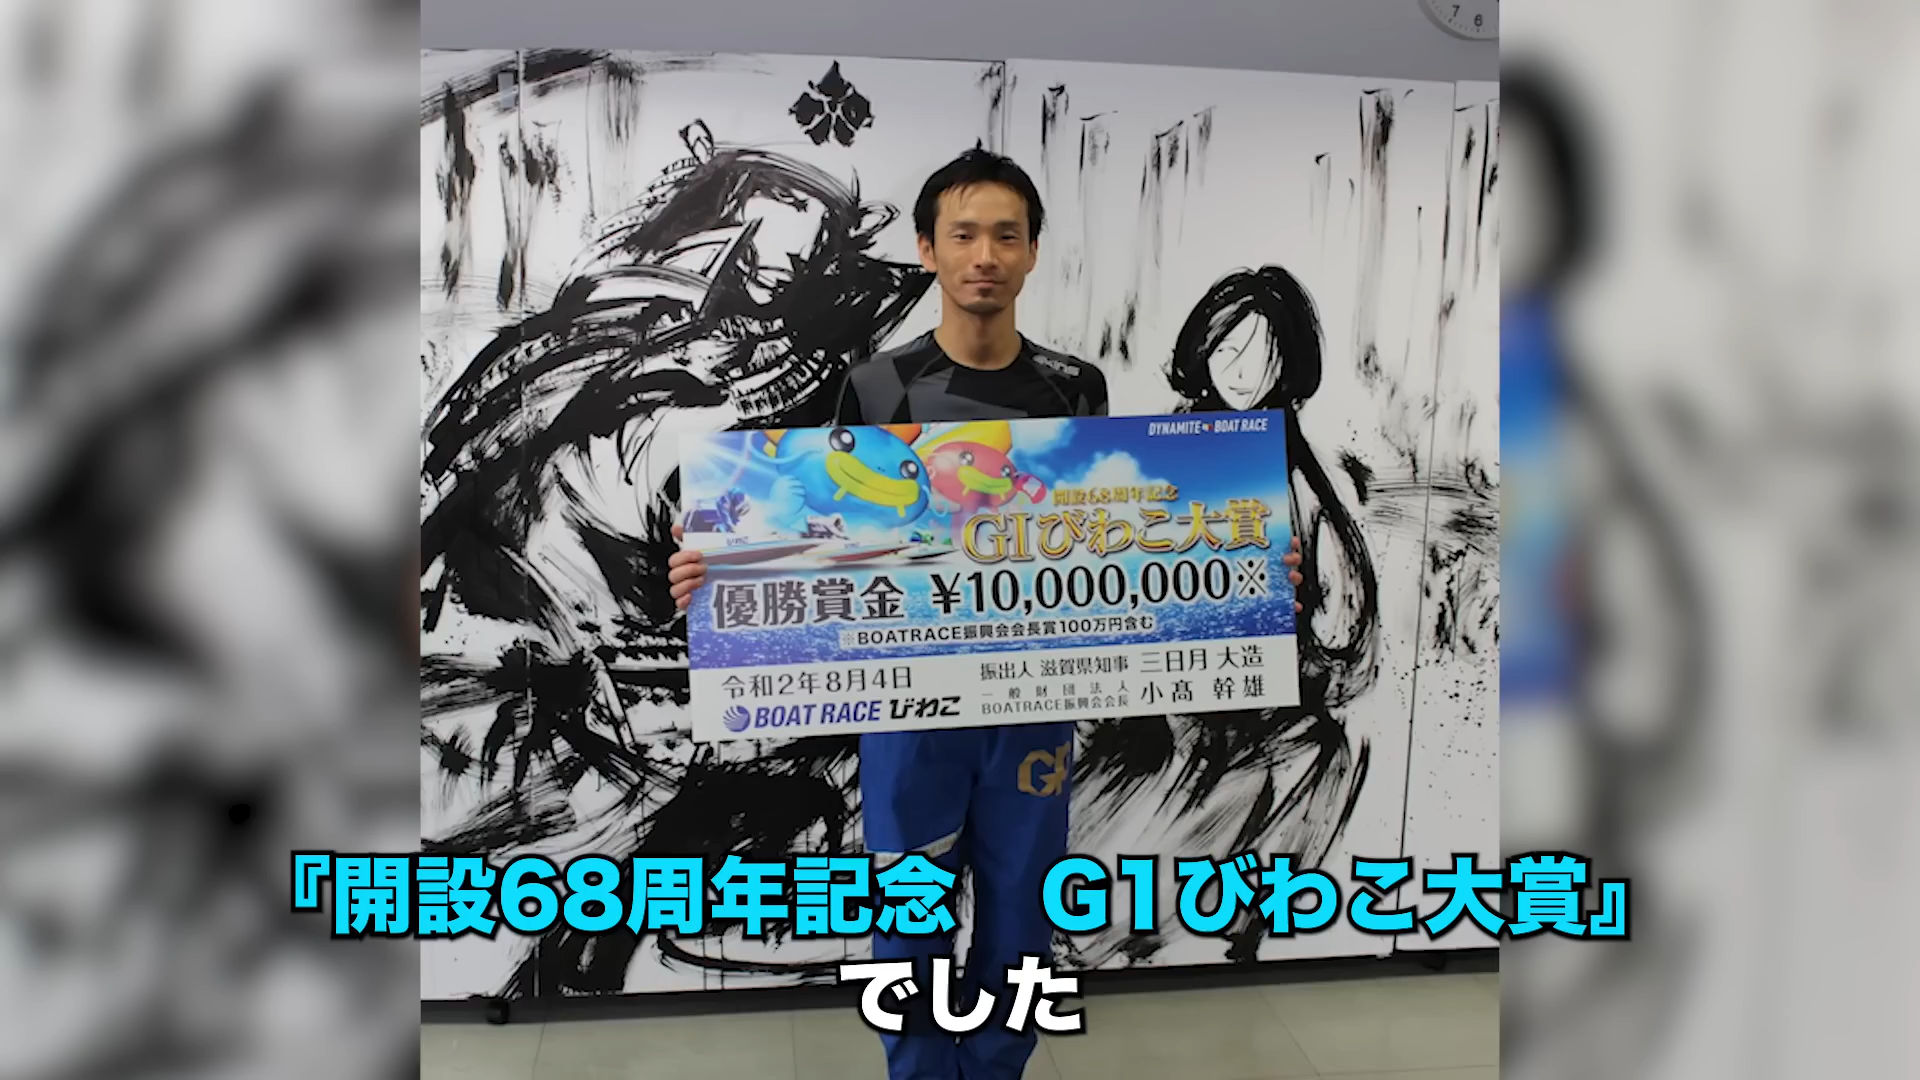 7 6
SKINS
DYNAMITE BOAT RACE
開設68周年記念
GIびわこ大賞
優勝賞金 ¥10,000,000※
※BOATRACE振興会会長賞100万円含む
令和2年8月4日
振出人 滋賀県知事 三日月 大造
一般財団法人
BOATRACE振興会会長 小髙 幹雄
BOAT RACE びわこ
『開設68周年記念　G1びわこ大賞』
でした